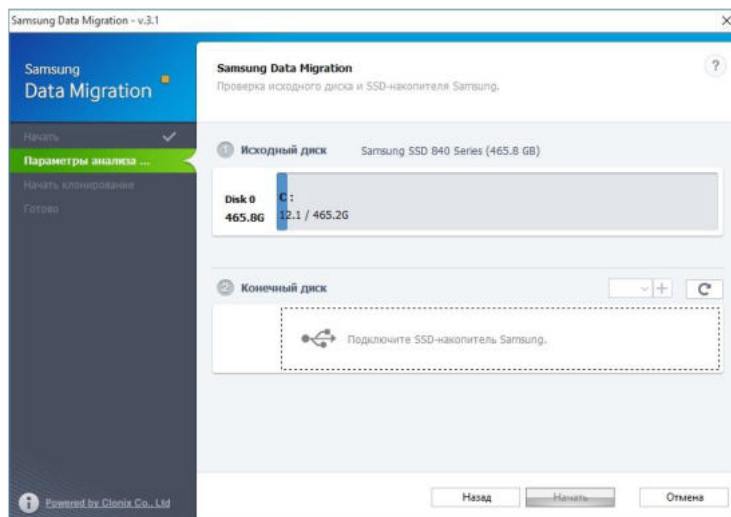 Samsung Data Migration - v.3.1
Samsung
Data Migration
Samsung Data Migration
Проверка исходного диска и SSD-накопителя Samsung.
?
Начать
Параметры анализа ...
Начать клонирование
Готово
1 Исходный диск Samsung SSD 840 Series (465.8 GB)
Disk 0
465.8G
C :
12.1 / 465.2G
2 Конечный диск
Подключите SSD-накопитель Samsung.
Powered by Clonix Co., Ltd
Назад
Начать
Отмена